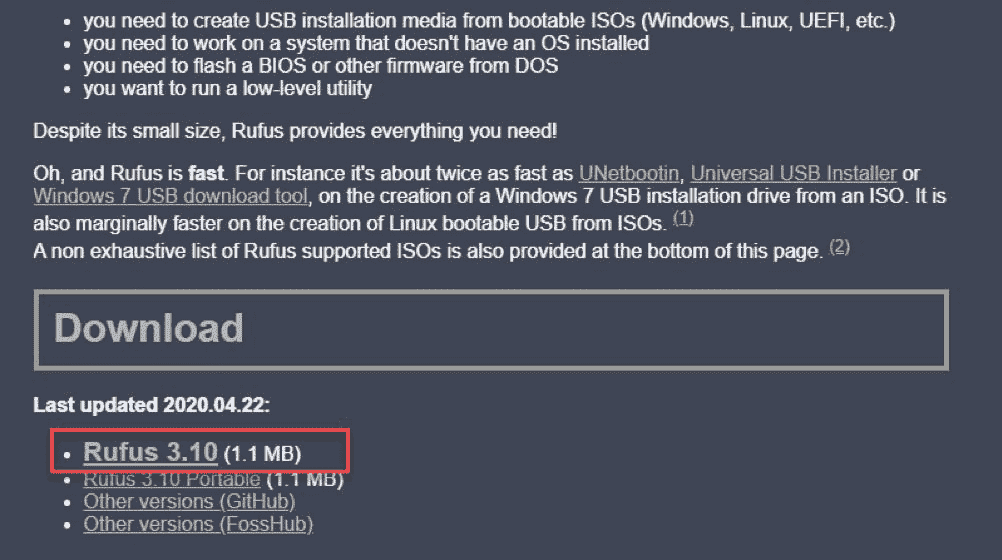 you need to create USB installation media from bootable ISOs (Windows, Linux, UEFI, etc.)
you need to work on a system that doesn't have an OS installed
you need to flash a BIOS or other firmware from DOS
you want to run a low-level utility
Despite its small size, Rufus provides everything you need!
Oh, and Rufus is fast. For instance it's about twice as fast as UNetbootin, Universal USB Installer or
Windows 7 USB download tool, on the creation of a Windows 7 USB installation drive from an ISO. It is
also marginally faster on the creation of Linux bootable USB from ISOs. (1)
A non exhaustive list of Rufus supported ISOs is also provided at the bottom of this page. (2)
Download
Last updated 2020.04.22:
Rufus 3.10 (1.1 MB)
Rufus 3.10 Portable (1.1 MB)
Other versions (GitHub)
Other versions (FossHub)